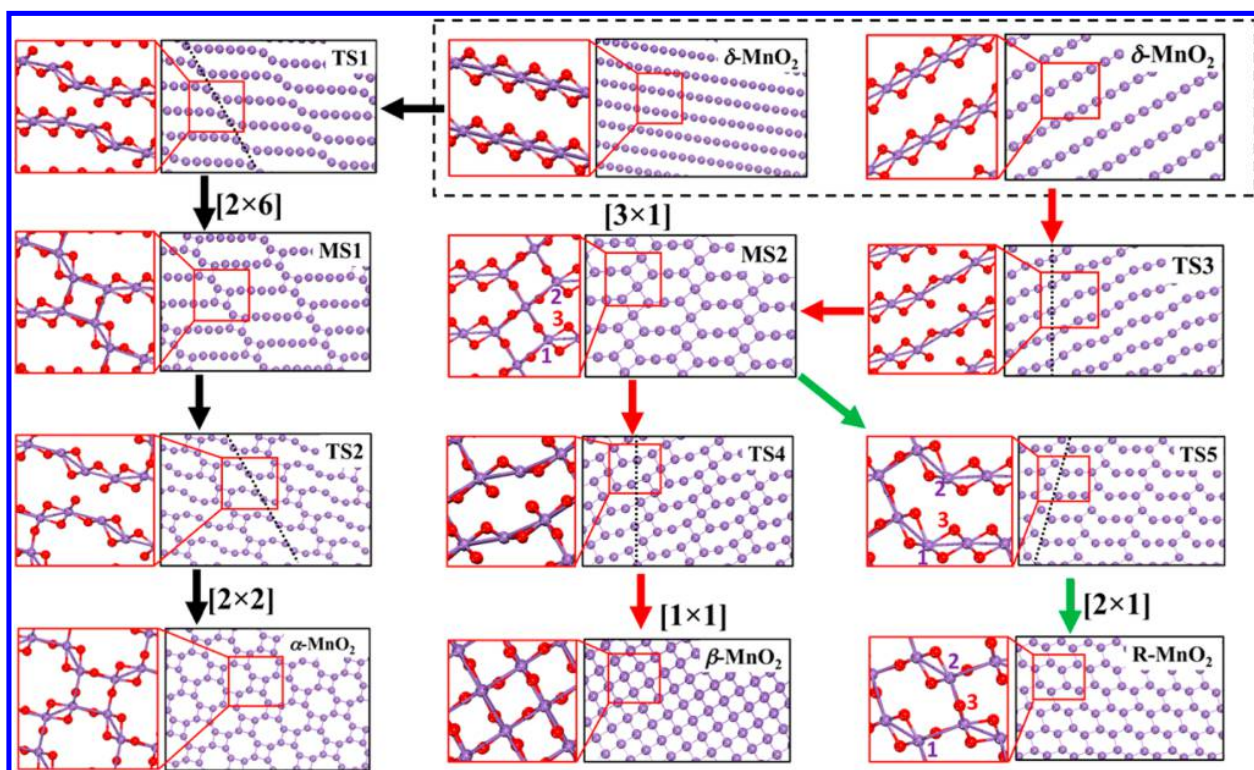 TS1
δ-MnO₂
δ-MnO₂
[2×6]
[3×1]
MS1
MS2
TS3
2
3
1
TS2
TS4
TS5
2
3
1
[2×2]
[1×1]
[2×1]
α-MnO₂
β-MnO₂
R-MnO₂
2
3
1